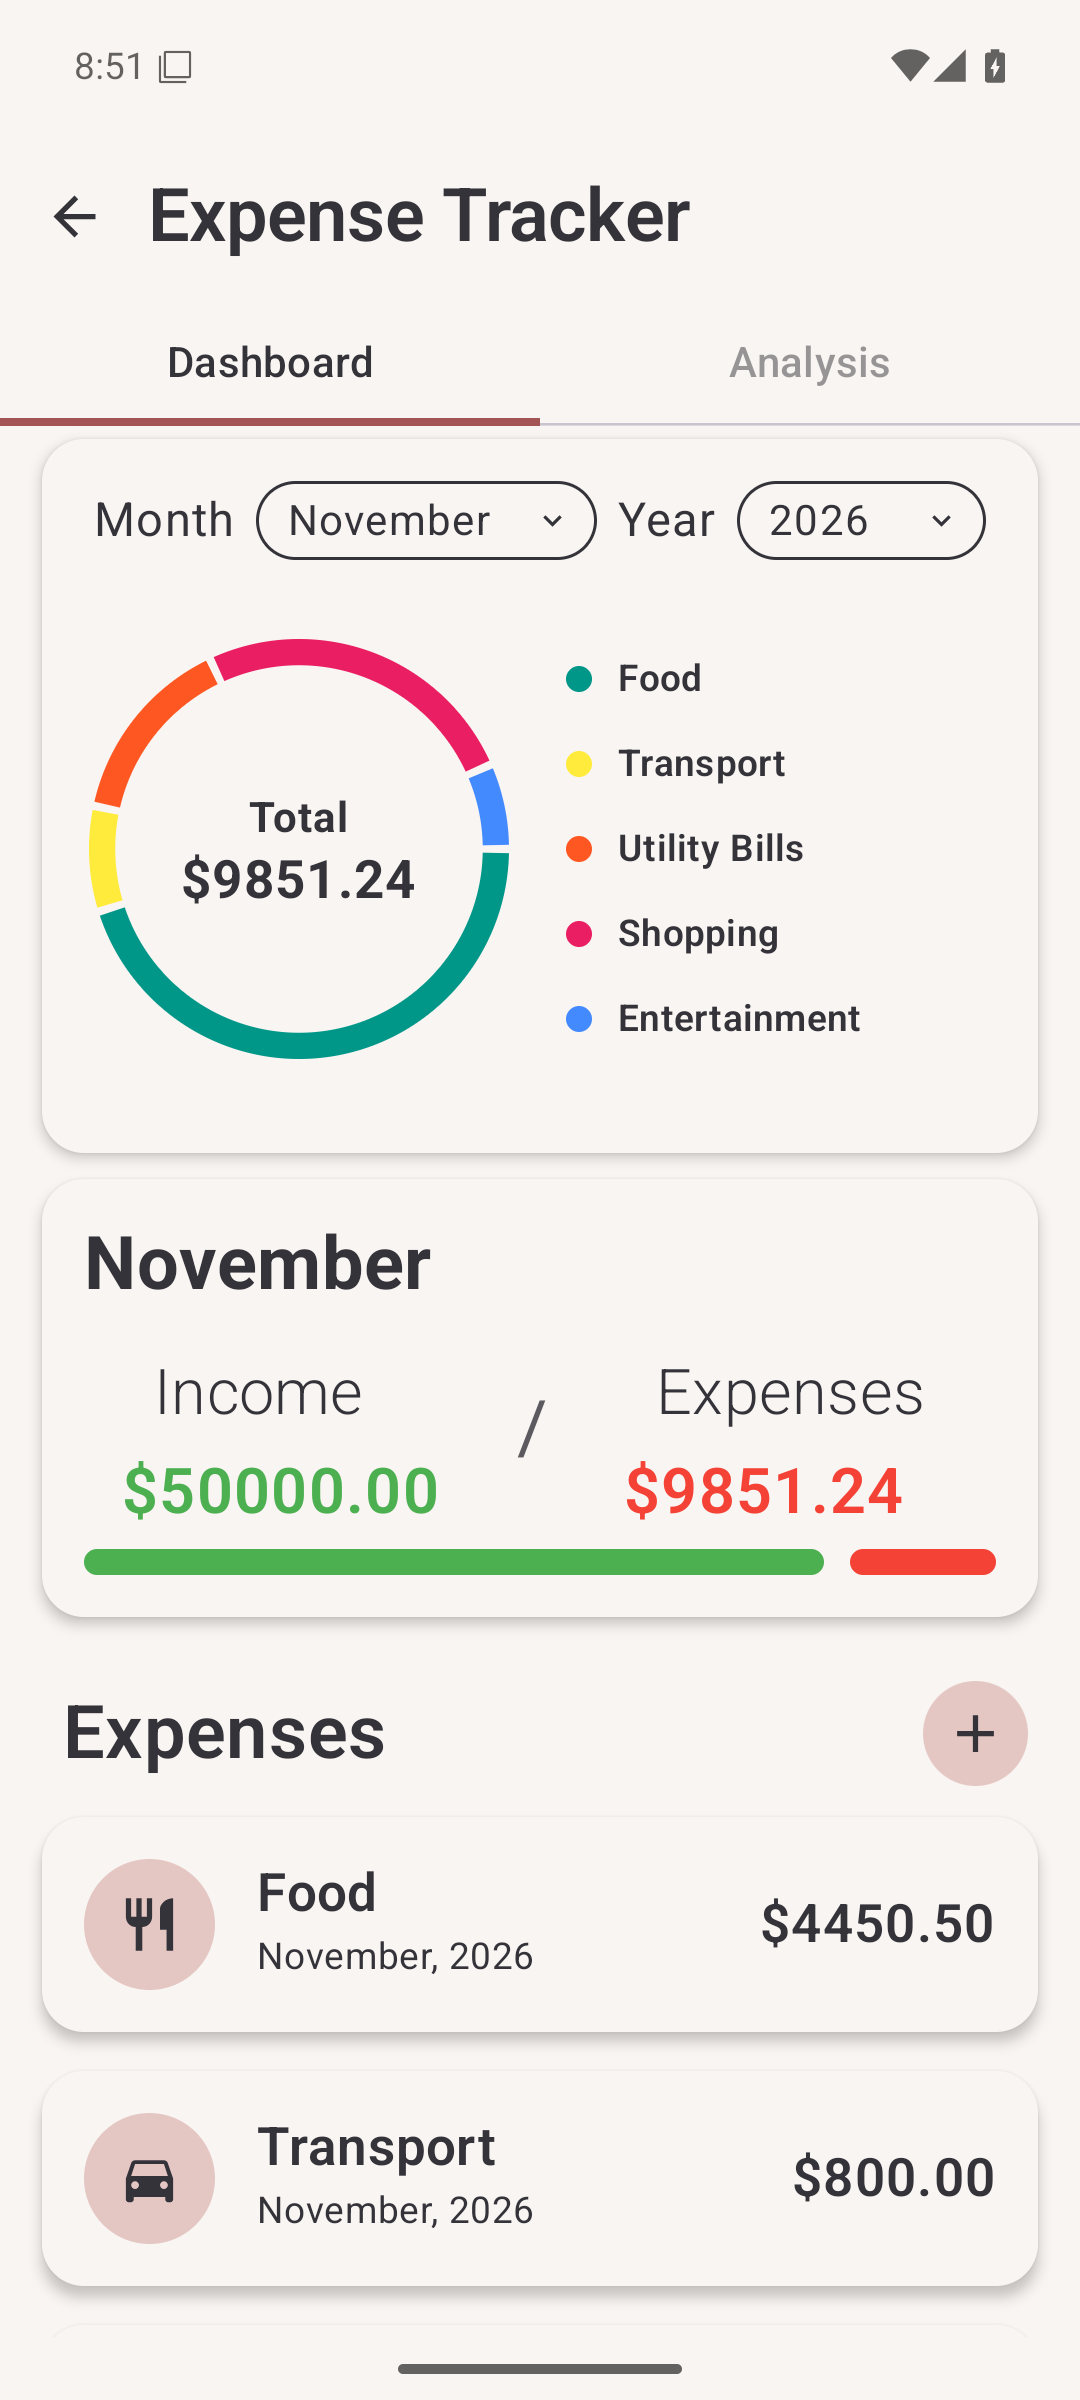 8:51
Expense Tracker
Dashboard
Analysis
Month November Year 2026
Food
Transport
Utility Bills
Shopping
Entertainment
Total
$9851.24
November
Income / Expenses
$50000.00 $9851.24
Expenses
Food
November, 2026
$4450.50
Transport
November, 2026
$800.00